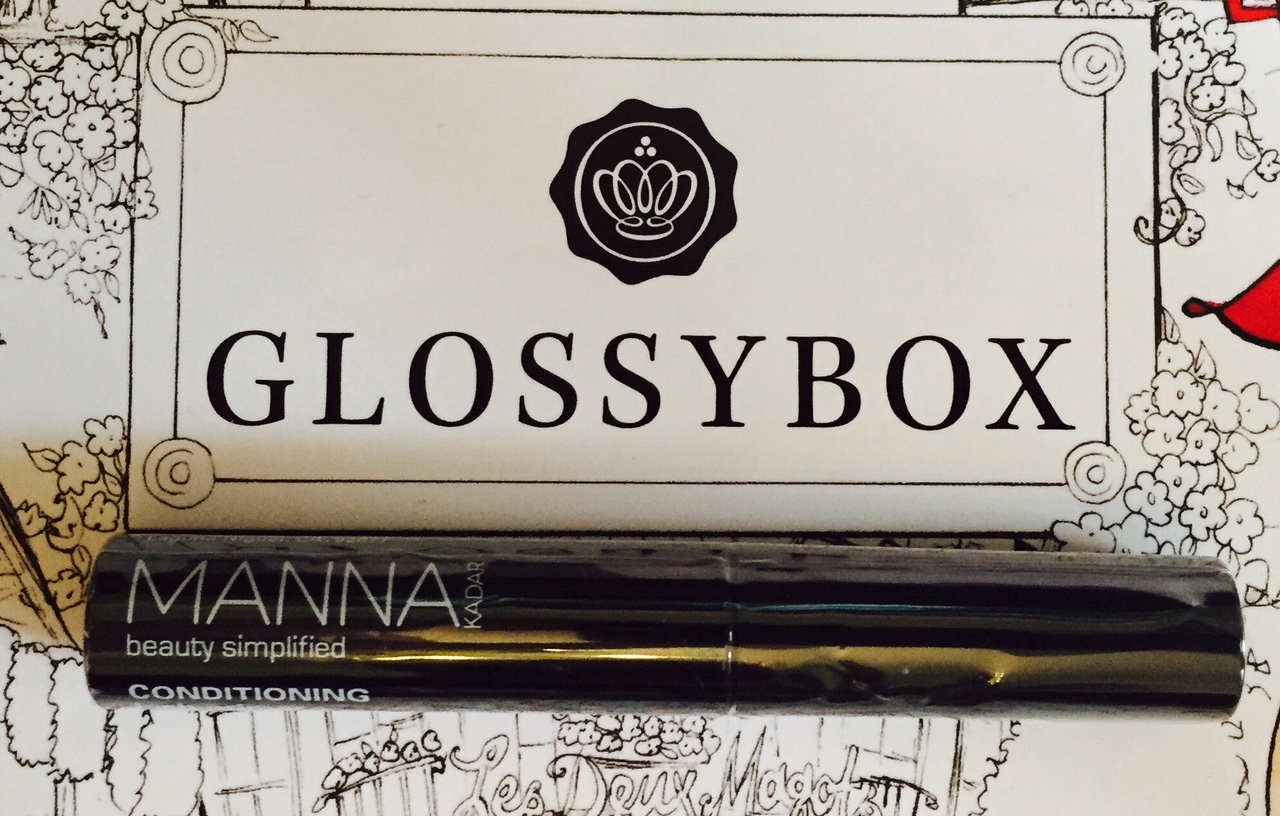 GLOSSYBOX
MANNA
KADAR
beauty simplified
CONDITIONING
Les Deux Magots